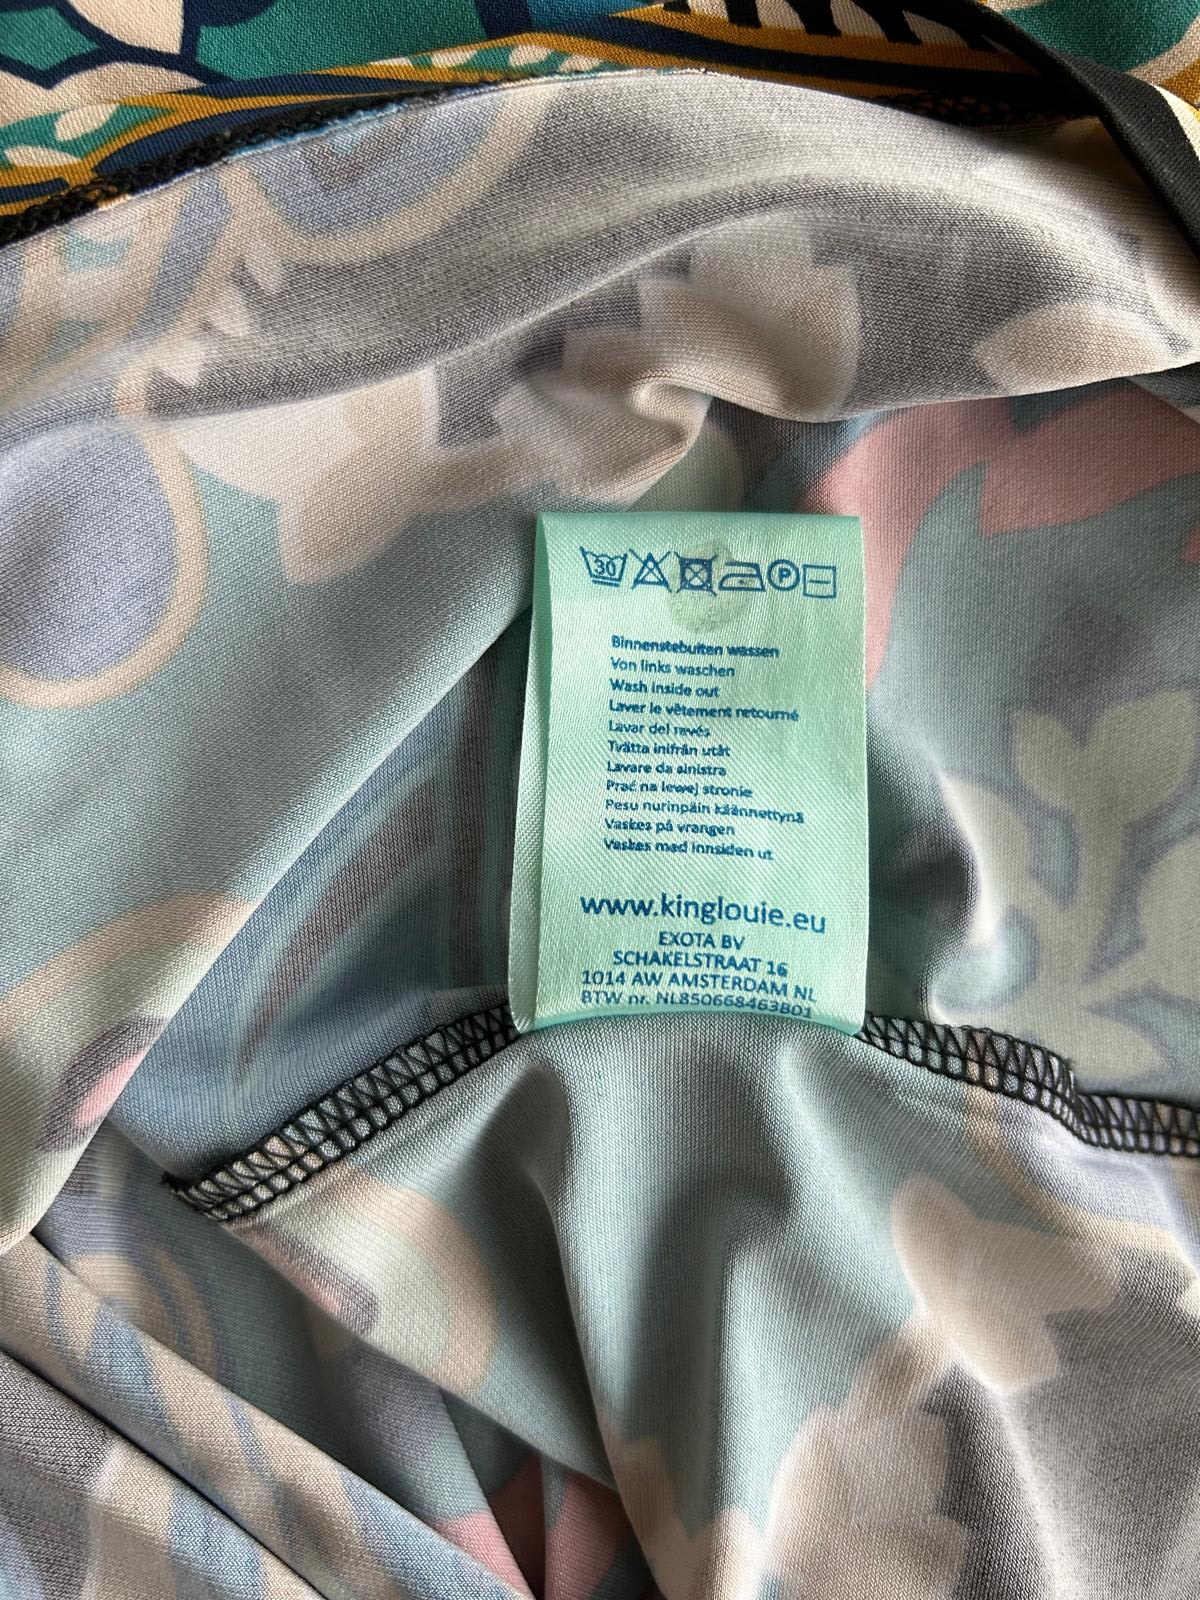 30
P
Binnenstebuiten wassen
Von links waschen
Wash inside out
Laver le vêtement retourné
Lavar del revés
Tvätta inifrån utåt
Lavare da sinistra
Prać na lewej stronie
Pesu nurinpäin käännettynä
Vaskes på vrangen
Vaskes med innsiden ut
www.kinglouie.eu
EXOTA BV
SCHAKELSTRAAT 16
1014 AW AMSTERDAM NL
BTW nr. NL850668463B01